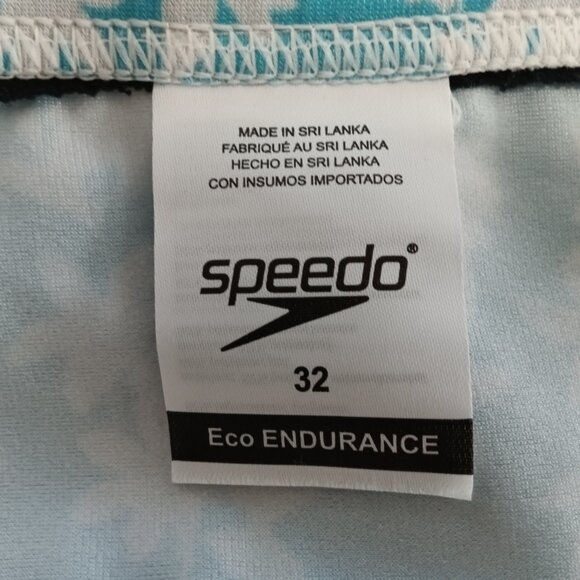 MADE IN SRI LANKA
FABRIQUÉ AU SRI LANKA
HECHO EN SRI LANKA
CON INSUMOS IMPORTADOS
speedo®
32
Eco ENDURANCE